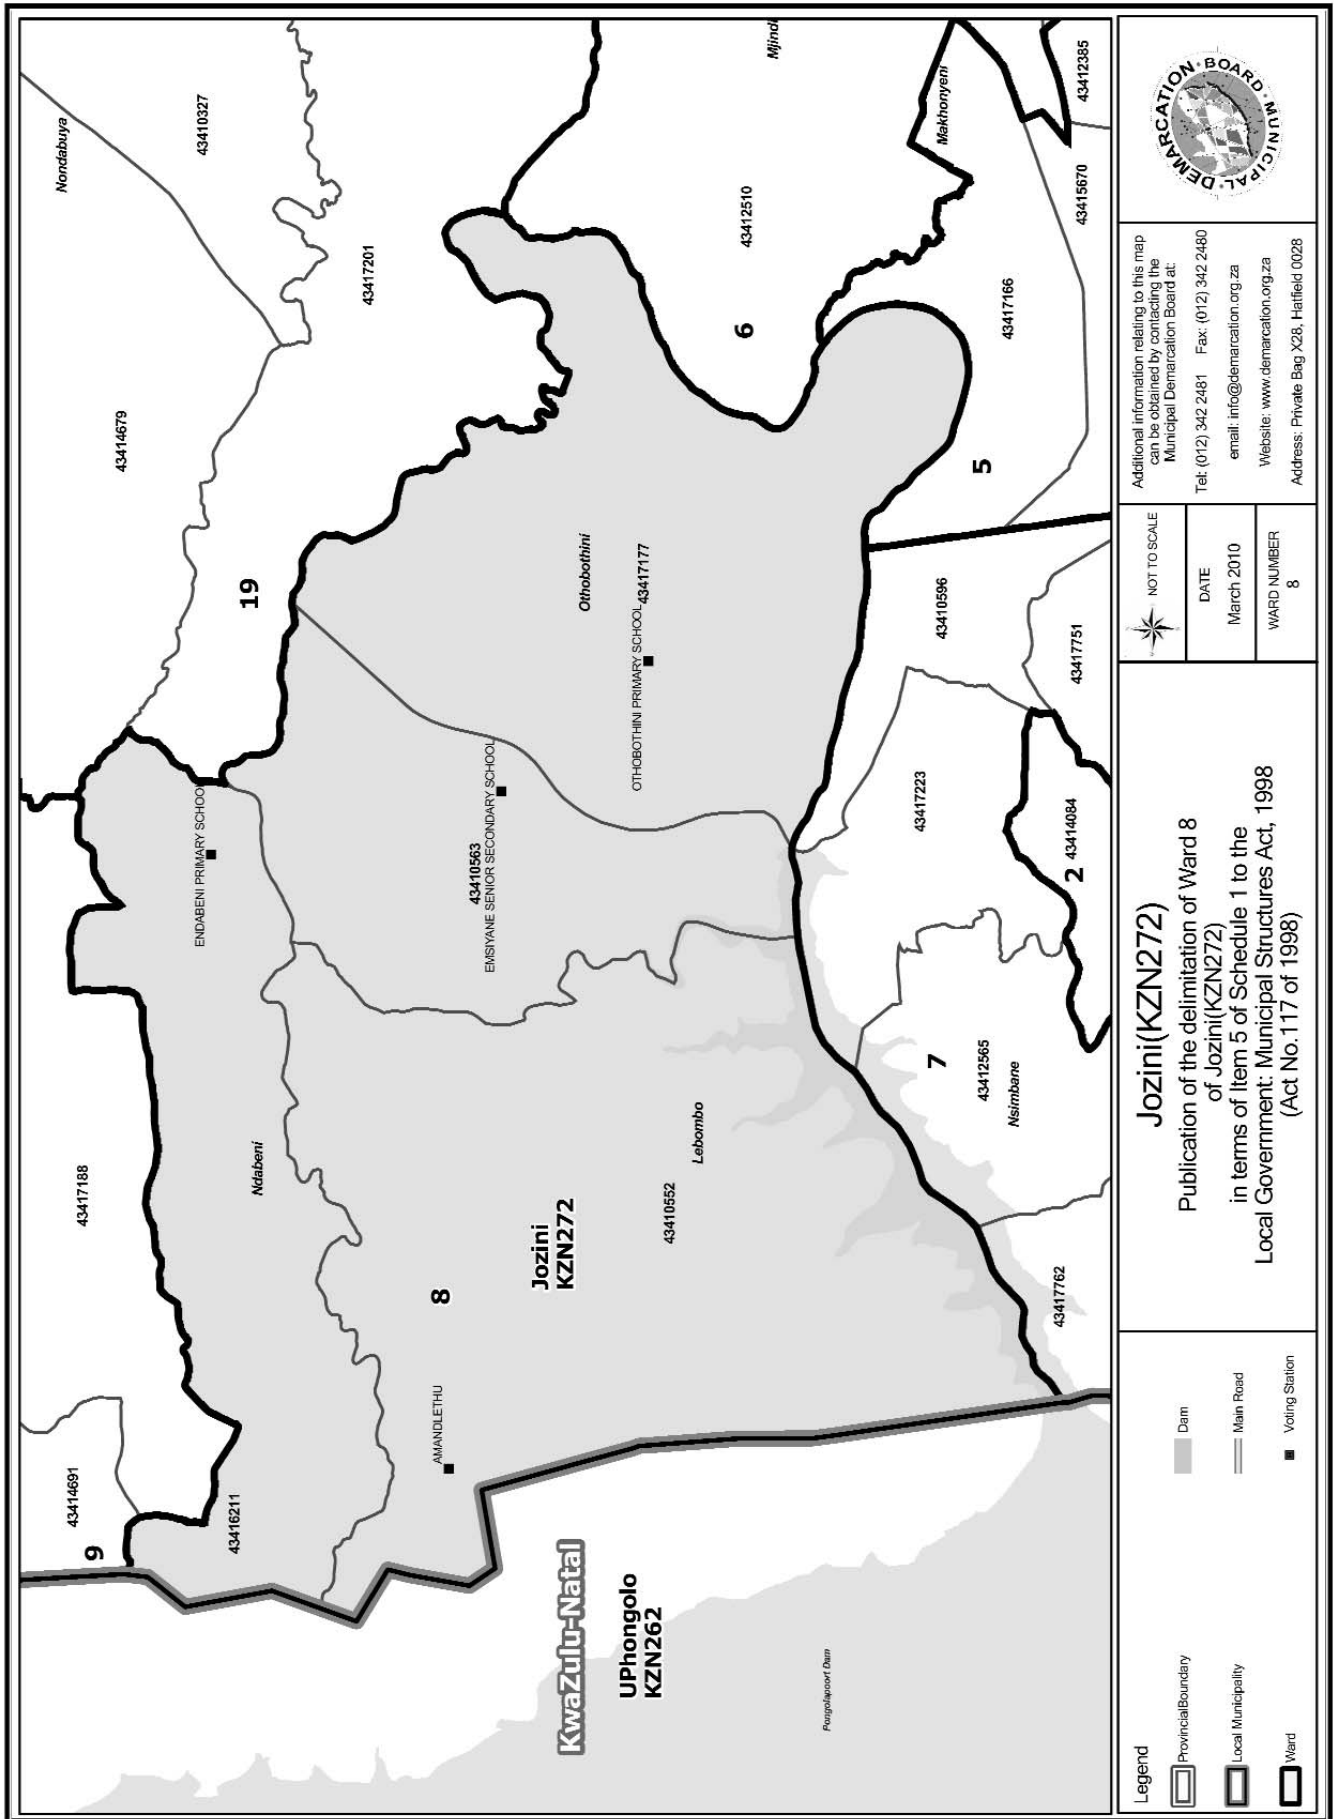 Nondabuya
43410327
43414679
43417201
19
Mjindi
43412510
6
Makhonyeni
43412385
43415670
43417166
5
43414691
9
43417188
43416211
Ndabeni
ENDABENI PRIMARY SCHOOL
AMANDLETHU
8
Jozini
KZN272
43410563
EMSIYANE SENIOR SECONDARY SCHOOL
Othobothini
43417177
OTHOBOTHINI PRIMARY SCHOOL
Lebombo
43410552
KwaZulu-Natal
UPhongolo
KZN262
Pongolapoort Dam
43410596
43417751
43417223
43414084
2
7
43412565
Nsimbane
43417762
Legend
ProvincialBoundary
Local Municipality
Ward
Dam
Main Road
Voting Station
Jozini(KZN272)
Publication of the delimitation of Ward 8
of Jozini(KZN272)
in terms of Item 5 of Schedule 1 to the
Local Government: Municipal Structures Act, 1998
(Act No.117 of 1998)
NOT TO SCALE
DATE
March 2010
WARD NUMBER
8
Additional information relating to this map
can be obtained by contacting the
Municipal Demarcation Board at:
Tel: (012) 342 2481 Fax: (012) 342 2480
email: info@demarcation.org.za
Website: www.demarcation.org.za
Address: Private Bag X28, Hatfield 0028
MUNICIPAL DEMARCATION BOARD